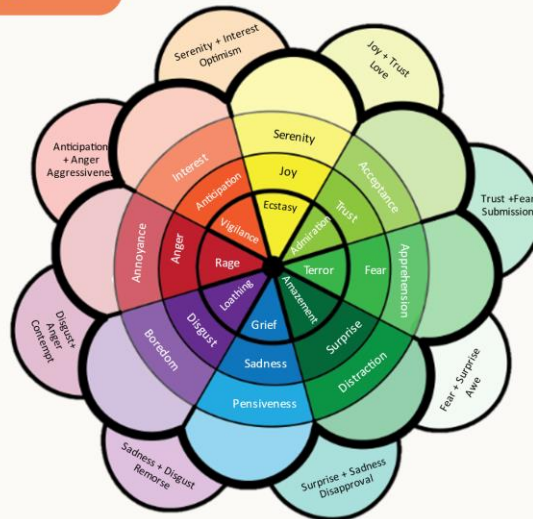 Serenity + Interest
Optimism
Joy + Trust
Love
Trust +Fear
Submission
Fear + Surprise
Awe
Surprise + Sadness
Disapproval
Sadness + Disgust
Remorse
Disgust+
Anger
Contempt
Anticipation
+ Anger
Aggressiveness
Serenity
Joy
Ecstasy
Acceptance
Trust
Admiration
Apprehension
Fear
Terror
Distraction
Surprise
Amazement
Pensiveness
Sadness
Grief
Boredom
Disgust
Loathing
Annoyance
Anger
Rage
Interest
Anticipation
Vigilance